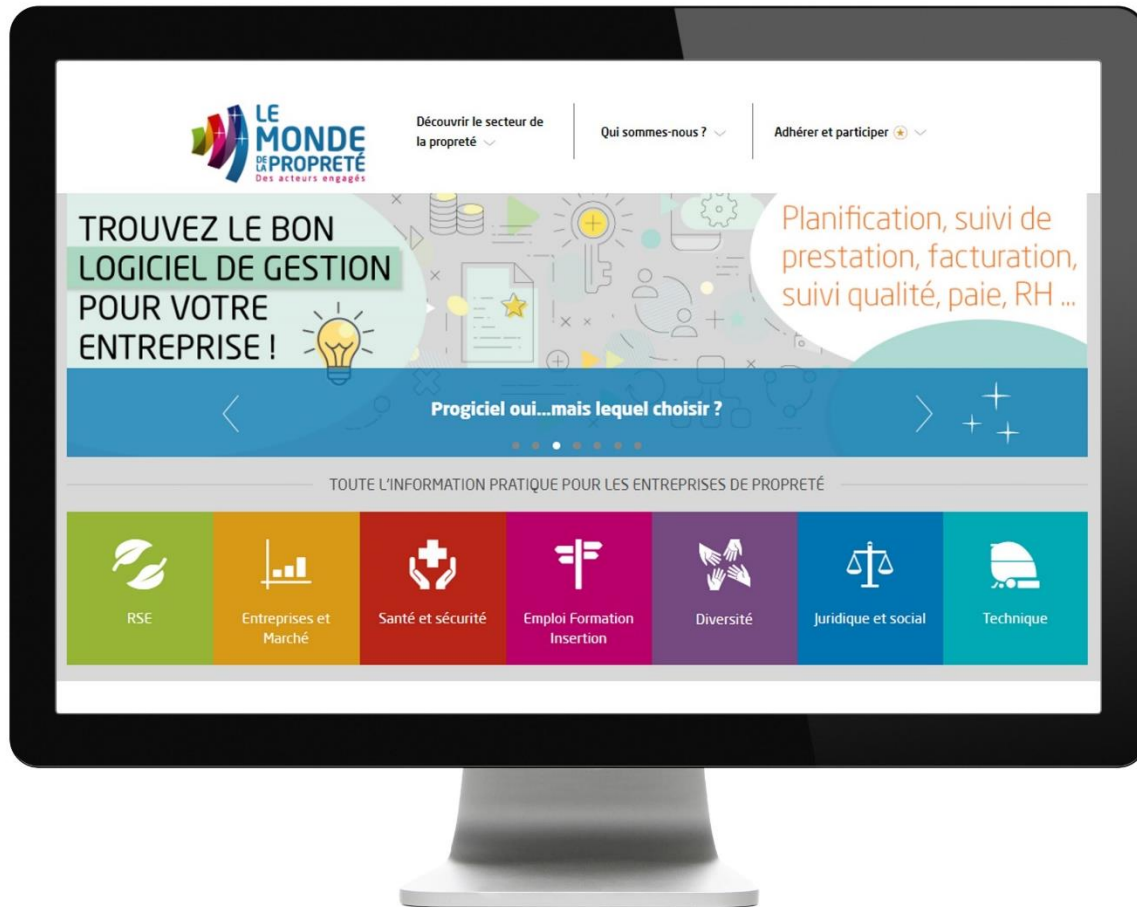 LE
MONDE
DE LA PROPRETÉ
Des acteurs engagés
Découvrir le secteur de
la propreté
Qui sommes-nous ?
Adhérer et participer
TROUVEZ LE BON
LOGICIEL DE GESTION
POUR VOTRE
ENTREPRISE !
Planification, suivi de
prestation, facturation,
suivi qualité, paie, RH ...
Progiciel oui...mais lequel choisir ?
TOUTE L'INFORMATION PRATIQUE POUR LES ENTREPRISES DE PROPRETÉ
RSE
Entreprises et
Marché
Santé et sécurité
Emploi Formation
Insertion
Diversité
Juridique et social
Technique